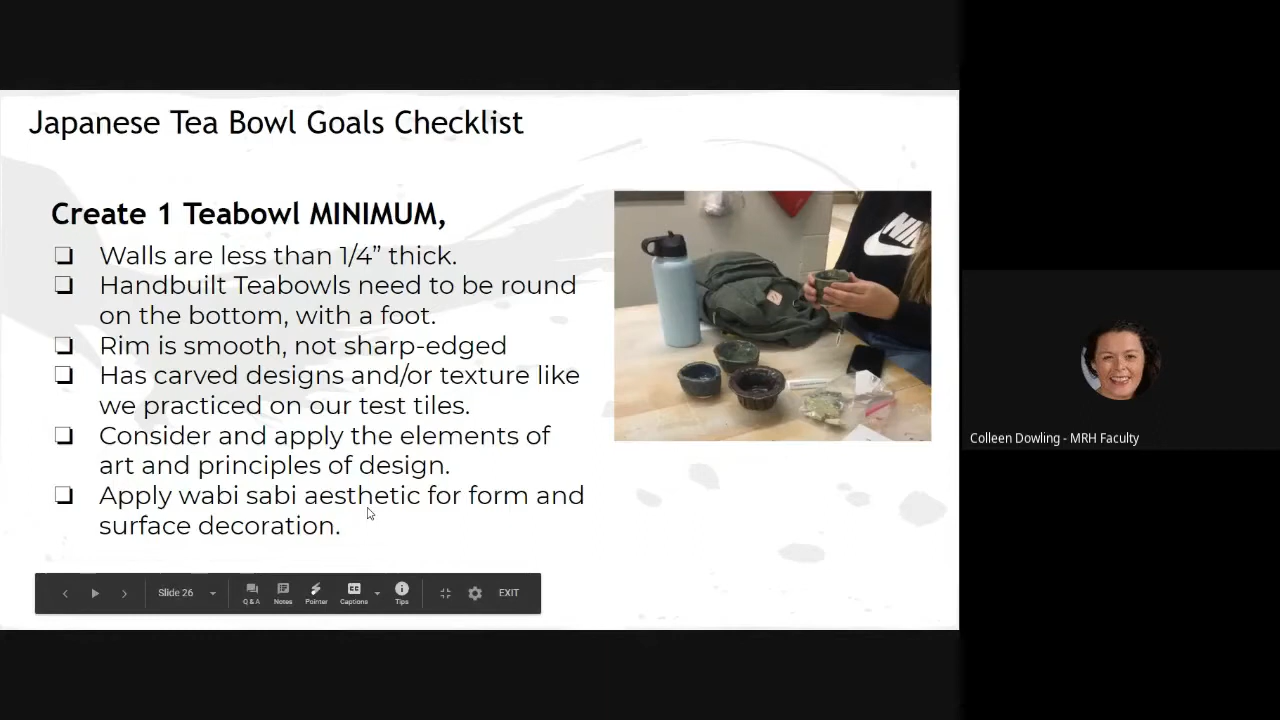 Japanese Tea Bowl Goals Checklist
Create 1 Teabowl MINIMUM,
Walls are less than 1/4” thick.
Handbuilt Teabowls need to be round
on the bottom, with a foot.
Rim is smooth, not sharp-edged
Has carved designs and/or texture like
we practiced on our test tiles.
Consider and apply the elements of
art and principles of design.
Apply wabi sabi aesthetic for form and
surface decoration.
Slide 26
Q & A
Notes
Pointer
Captions
Tips
EXIT
Colleen Dowling - MRH Faculty